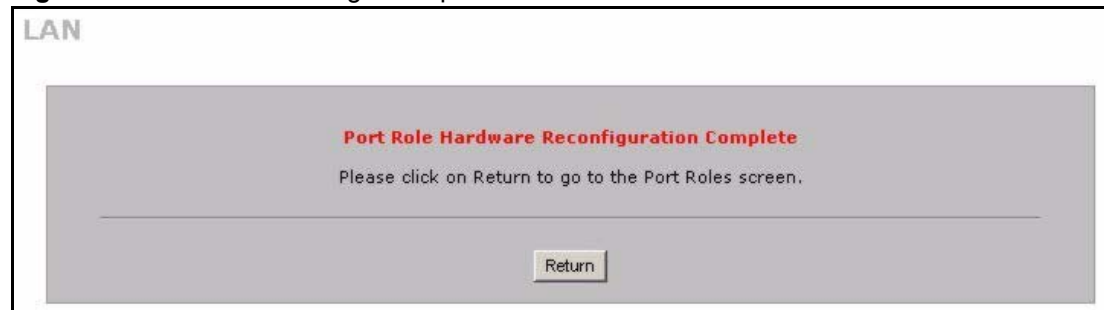 LAN
Port Role Hardware Reconfiguration Complete
Please click on Return to go to the Port Roles screen.
Return